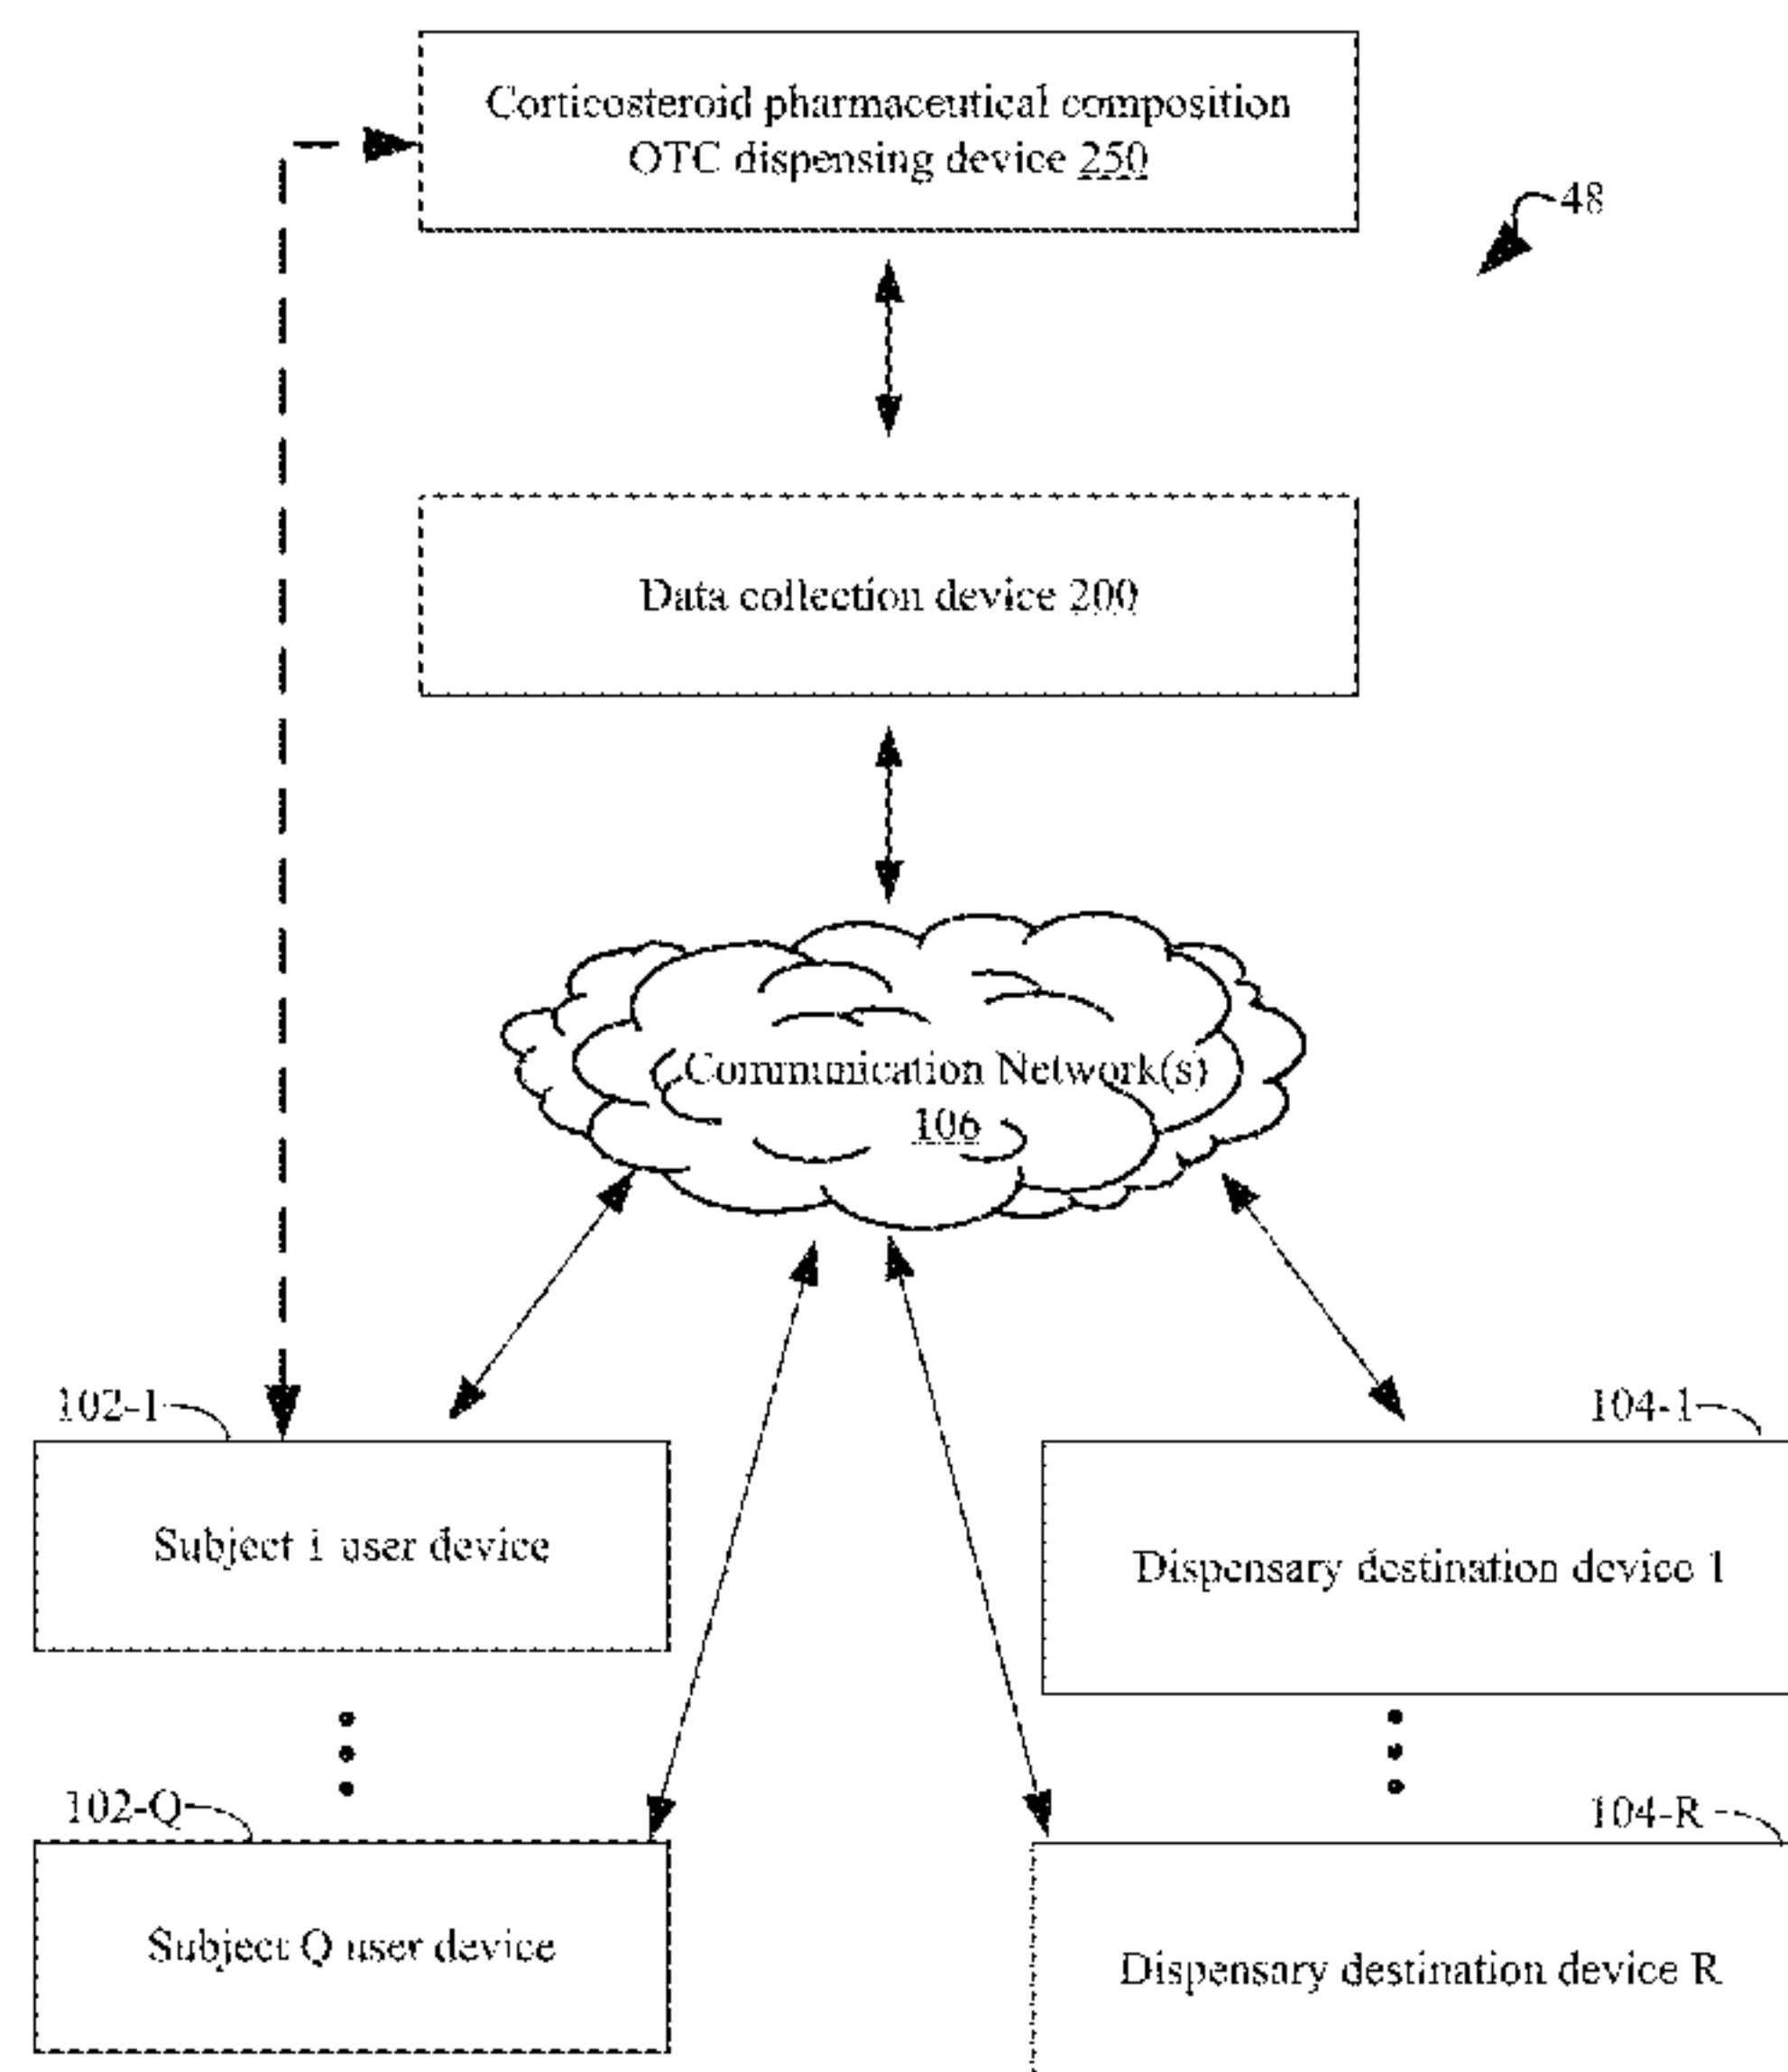 Corticosteroid pharmaceutical composition
OTC dispensing device 250
48
Data collection device 200
Communication Network(s)
106
102-1
104-1
Subject 1 user device
Dispensary destination device 1
102-Q
104-R
Subject Q user device
Dispensary destination device R